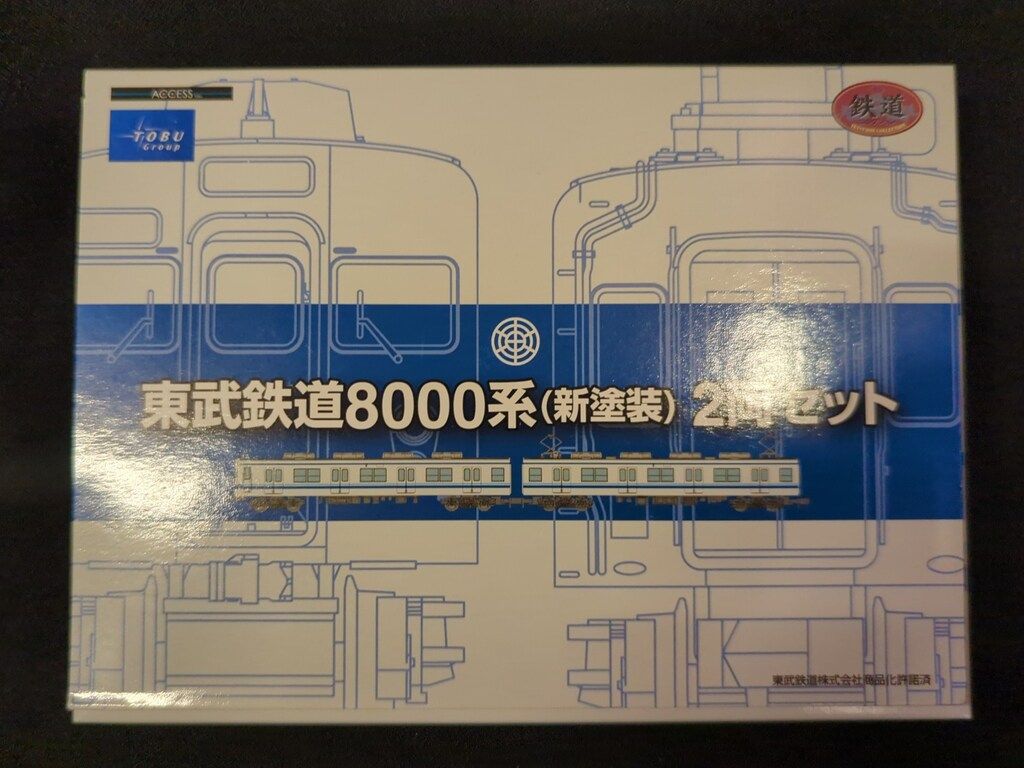 ACCESS
TOBU
Group
鉄道
東武鉄道8000系(新塗装) 2両セット
東武鉄道株式会社商品化許諾済